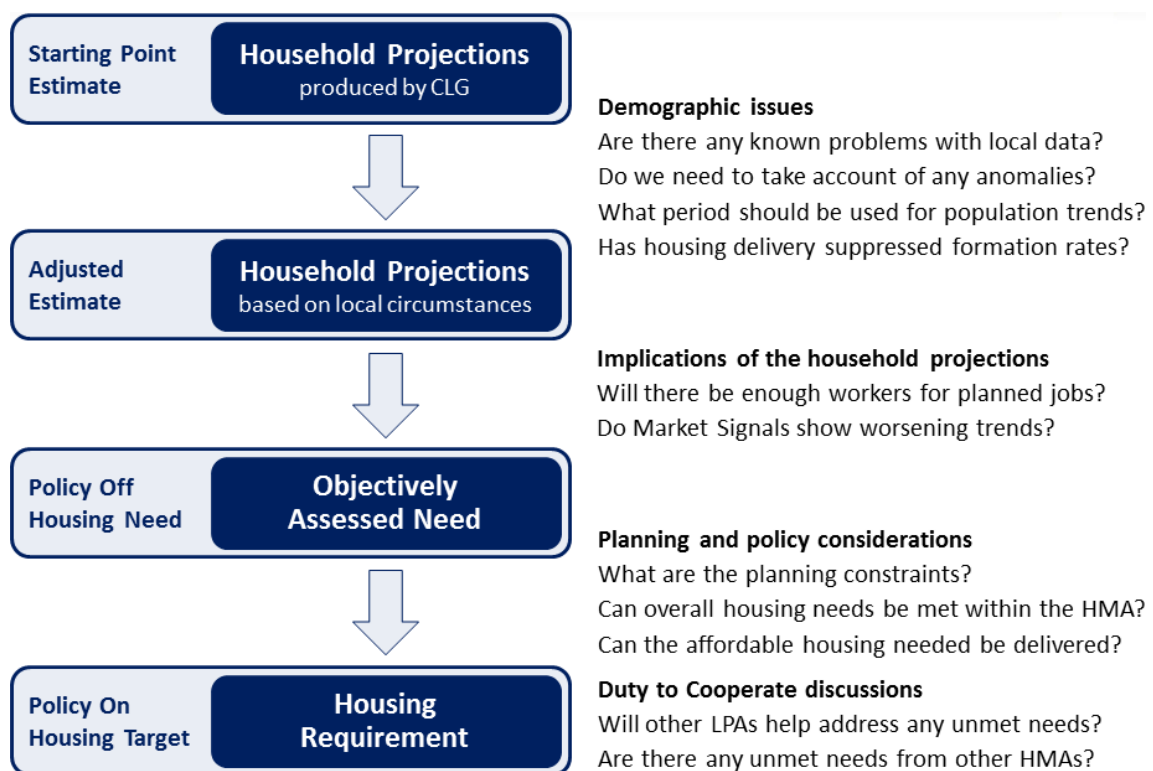 Starting Point
Estimate
Household Projections
produced by CLG
Demographic issues
Are there any known problems with local data?
Do we need to take account of any anomalies?
What period should be used for population trends?
Has housing delivery suppressed formation rates?
Adjusted
Estimate
Household Projections
based on local circumstances
Implications of the household projections
Will there be enough workers for planned jobs?
Do Market Signals show worsening trends?
Policy Off
Housing Need
Objectively
Assessed Need
Planning and policy considerations
What are the planning constraints?
Can overall housing needs be met within the HMA?
Can the affordable housing needed be delivered?
Policy On
Housing Target
Housing
Requirement
Duty to Cooperate discussions
Will other LPAs help address any unmet needs?
Are there any unmet needs from other HMAs?